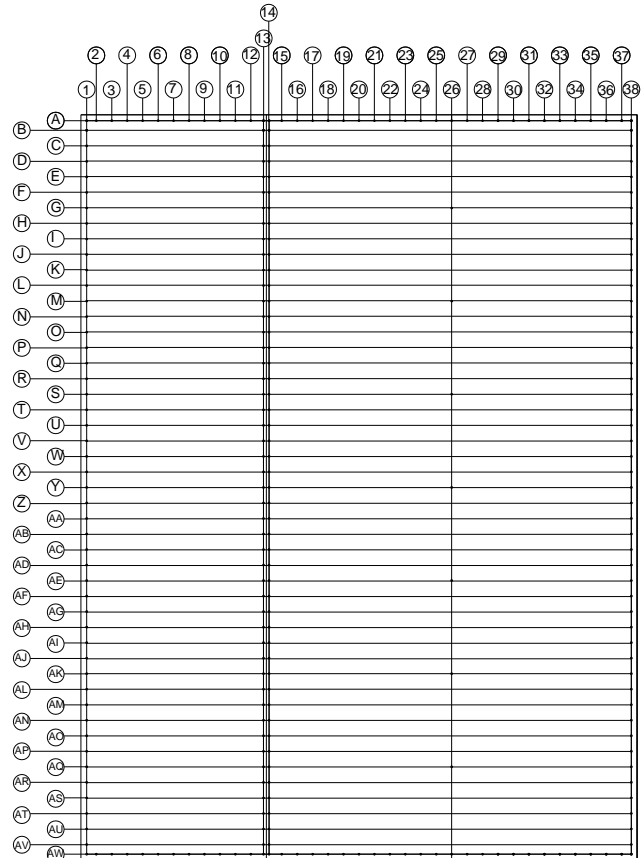 14
13
2 4 6 8 10 12 15 17 19 21 23 25 27 29 31 33 35 37
1 3 5 7 9 11 16 18 20 22 24 26 28 30 32 34 36 38
A
B
C
D
E
F
G
H
I
J
K
L
M
N
O
P
Q
R
S
T
U
V
W
X
Y
Z
AA
AB
AC
AD
AE
AF
AG
AH
AI
AJ
AK
AL
AM
AN
AO
AP
AQ
AR
AS
AT
AU
AV
AW